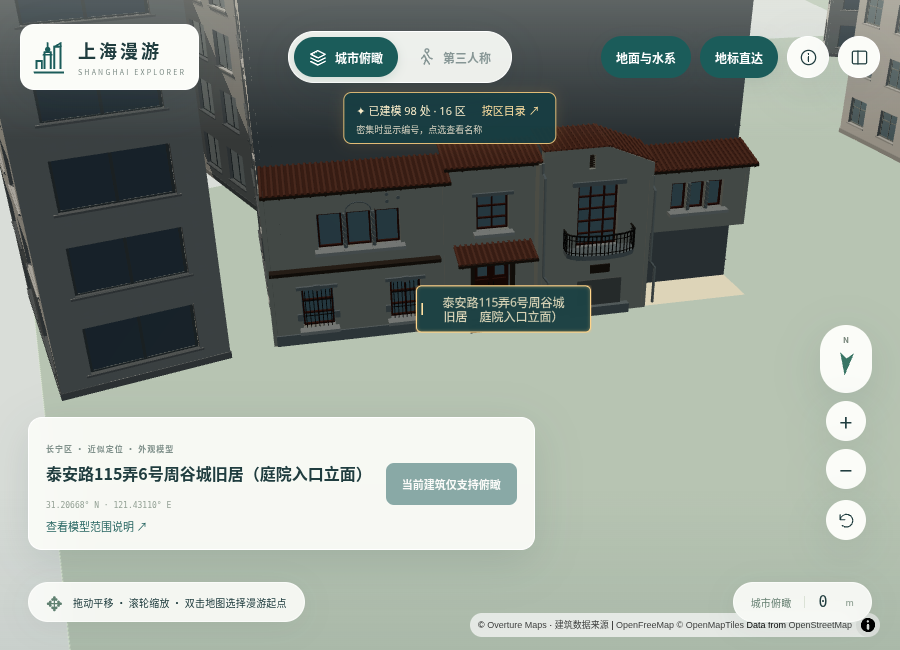 上海漫游
SHANGHAI EXPLORER
城市俯瞰
第三人称
地面与水系
地标直达
✦ 已建模 98 处 · 16 区 按区目录 ↗
密集时显示编号，点选查看名称
泰安路115弄6号周谷城
旧居 庭院入口立面）
N
长宁区 · 近似定位 · 外观模型
泰安路115弄6号周谷城旧居（庭院入口立面）
当前建筑仅支持俯瞰
31.20668° N · 121.43110° E
查看模型范围说明 ↗
拖动平移 · 滚轮缩放 · 双击地图选择漫游起点
城市俯瞰 0 m
© Overture Maps · 建筑数据来源 | OpenFreeMap © OpenMapTiles Data from OpenStreetMap